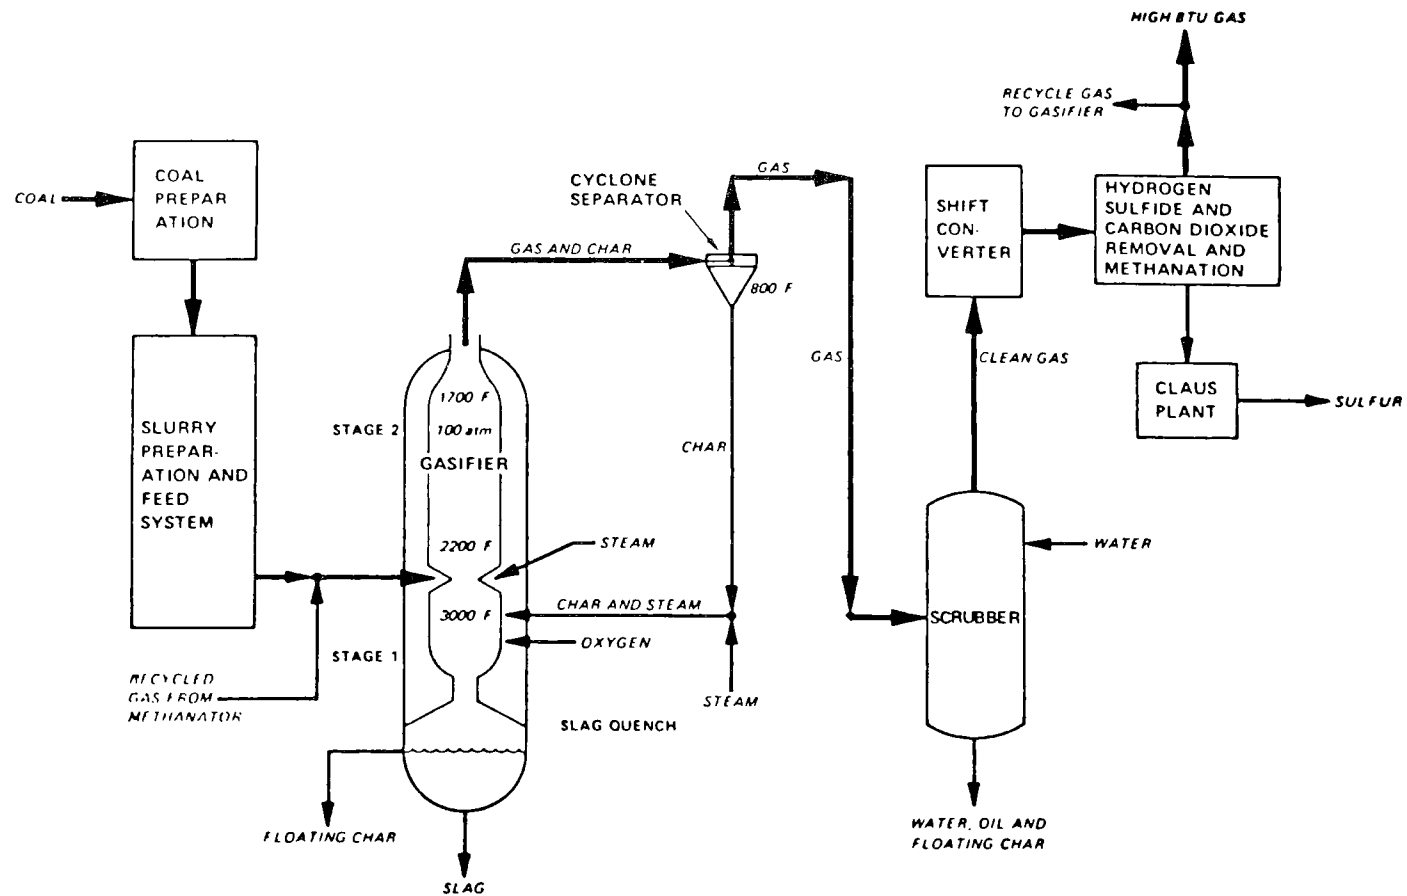 HIGH BTU GAS
RECYCLE GAS
TO GASIFIER
COAL
COAL
PREPAR
ATION
CYCLONE
SEPARATOR
GAS
GAS AND CHAR
800 F
SHIFT
CON-
VERTER
HYDROGEN
SULFIDE AND
CARBON DIOXIDE
REMOVAL AND
METHANATION
SLURRY
PREPAR-
ATION AND
FEED
SYSTEM
STAGE 2
1700 F
100 atm
GASIFIER
2200 F
STEAM
CHAR
GAS
CLEAN GAS
CLAUS
PLANT
SULFUR
3000 F
CHAR AND STEAM
OXYGEN
STAGE 1
STEAM
RECYCLED
GAS FROM
METHANATOR
SLAG QUENCH
WATER
SCRUBBER
FLOATING CHAR
SLAG
WATER, OIL AND
FLOATING CHAR